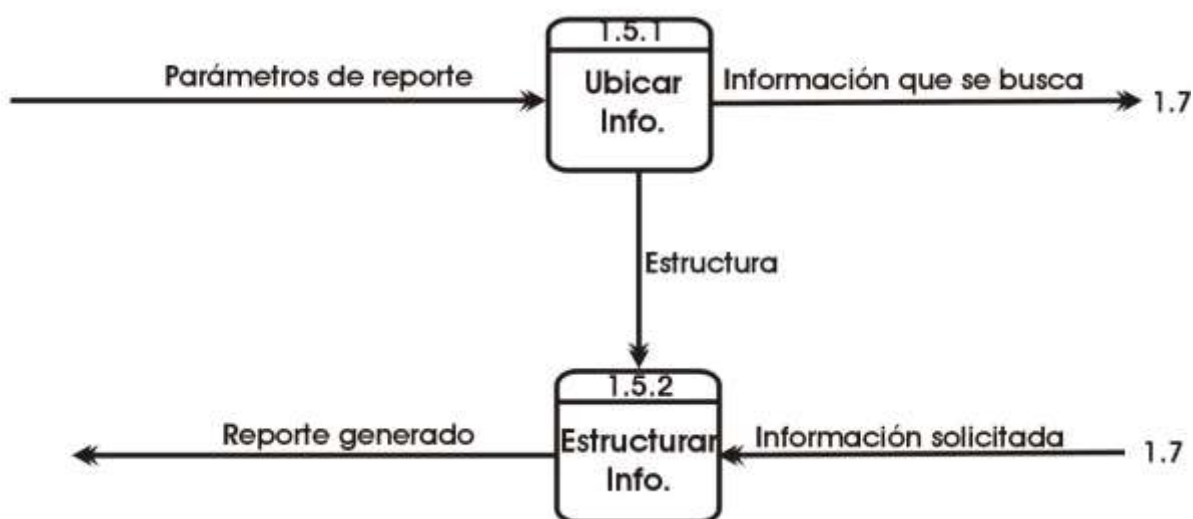 1.5.1
Parámetros de reporte
Ubicar
Info.
Información que se busca
1.7
Estructura
1.5.2
Reporte generado
Estructurar
Info.
Información solicitada
1.7